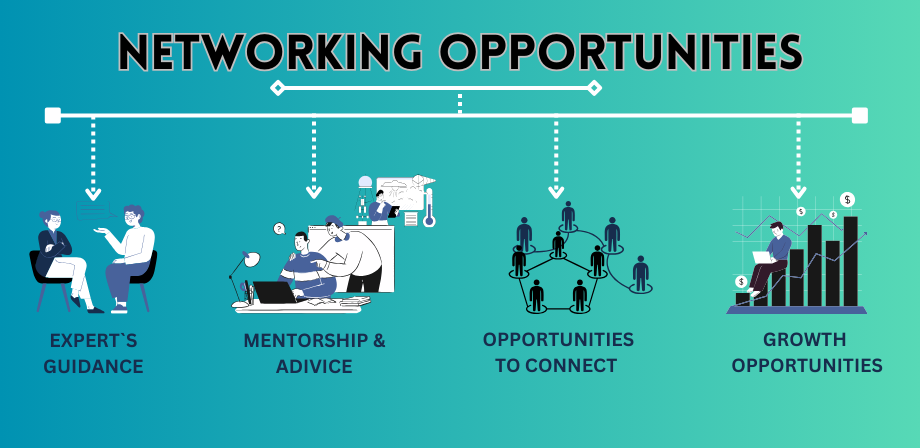 NETWORKING OPPORTUNITIES
?
$
$
$
$
EXPERT`S
GUIDANCE
MENTORSHIP &
ADIVICE
OPPORTUNITIES
TO CONNECT
GROWTH
OPPORTUNITIES